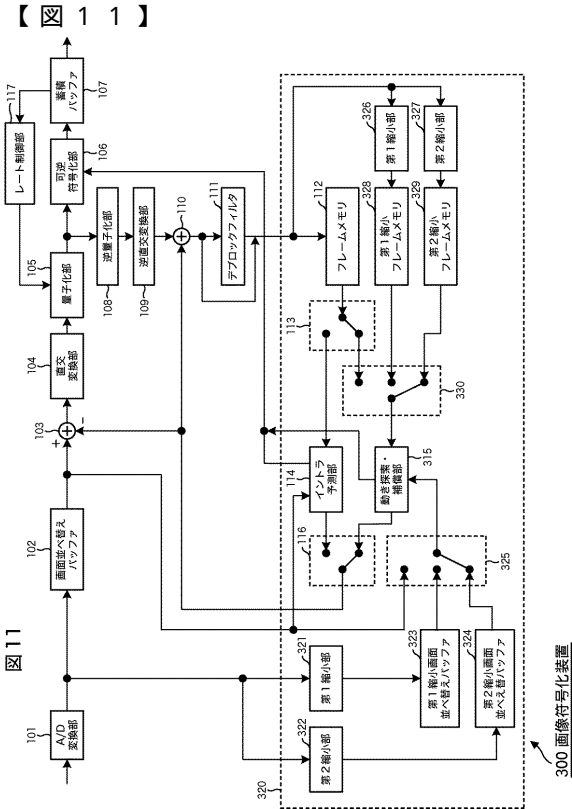 【図１１】
図11
101
A/D
変換部
102
画面並べ替え
バッファ
103
+
−
104
直交
変換部
105
量子化部
106
可逆
符号化部
107
蓄積
バッファ
117
レート制御部
108
逆量子化部
109
逆直交変換部
110
111
デブロックフィルタ
112
フレームメモリ
326
第1縮小部
327
第2縮小部
328
第1縮小
フレームメモリ
329
第2縮小
フレームメモリ
113
330
114
イントラ
予測部
315
動き探索・
補償部
116
325
320
321
第1縮小部
322
第2縮小部
323
第1縮小画面
並べ替えバッファ
324
第2縮小画面
並べえ替バッファ
300 画像符号化装置